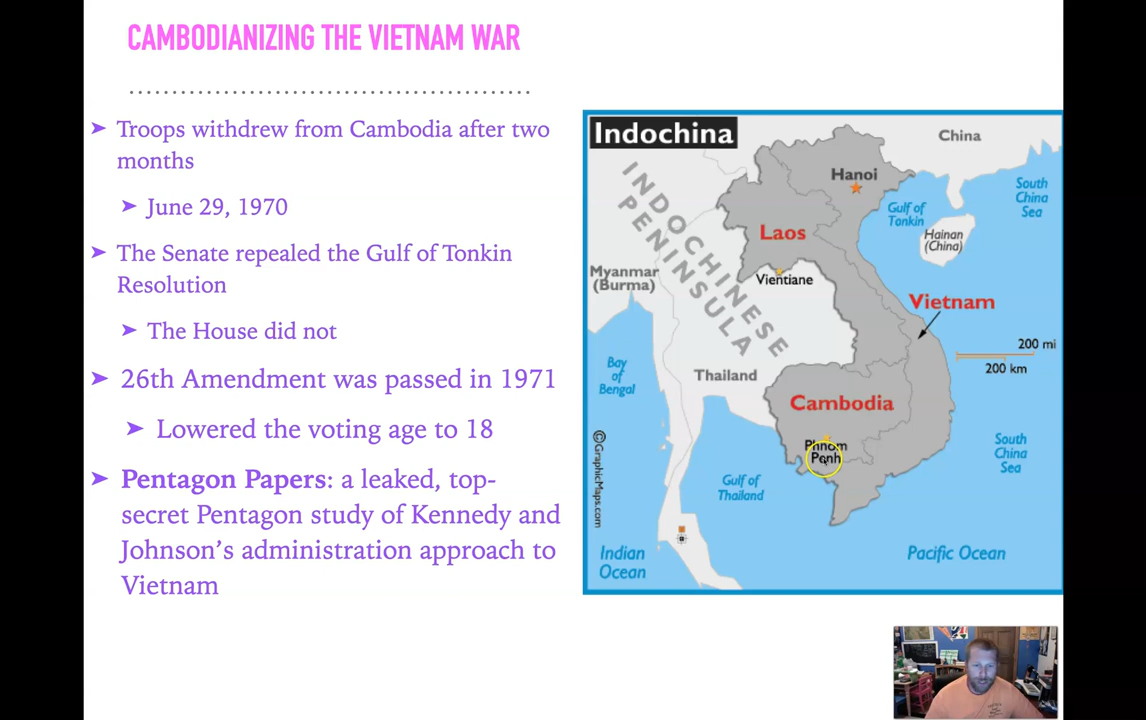 CAMBODIANIZING THE VIETNAM WAR
➤ Troops withdrew from Cambodia after two
months
➤ June 29, 1970
➤ The Senate repealed the Gulf of Tonkin
Resolution
➤ The House did not
➤ 26th Amendment was passed in 1971
➤ Lowered the voting age to 18
➤ Pentagon Papers: a leaked, top-
secret Pentagon study of Kennedy and
Johnson’s administration approach to
Vietnam
Indochina
China
Hanoi
South
China
Sea
Gulf of
Tonkin
Hainan
(China)
INDOCHINESE
PENINSULA
Laos
Myanmar
(Burma)
Vientiane
Vietnam
200 mi
200 km
Bay
of
Bengal
Thailand
Cambodia
Phnom
Penh
©GraphicMaps.com
Gulf of
Thailand
South
China
Sea
Indian
Ocean
Pacific Ocean